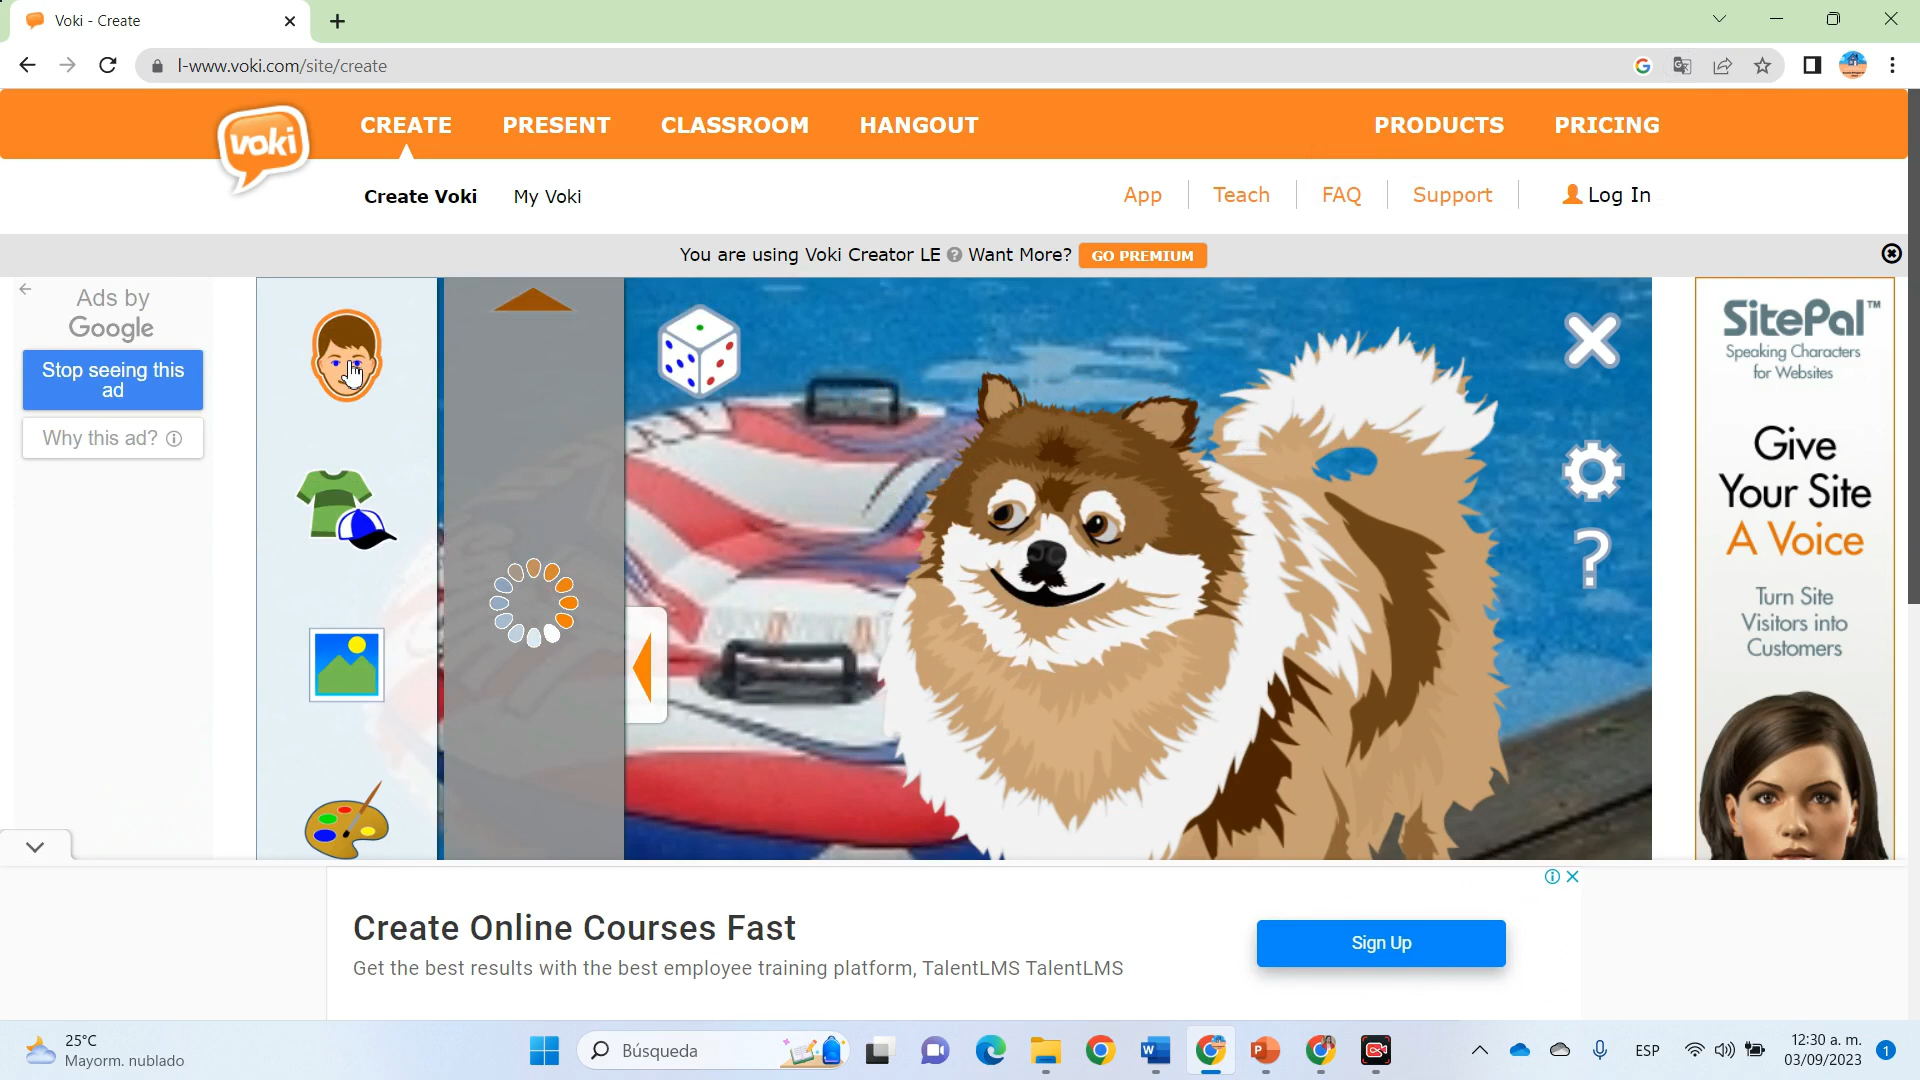 Voki - Create
l-www.voki.com/site/create
voki
CREATE
PRESENT
CLASSROOM
HANGOUT
PRODUCTS
PRICING
Create Voki
My Voki
App
Teach
FAQ
Support
Log In
You are using Voki Creator LE ? Want More?
GO PREMIUM
Ads by
Google
Stop seeing this
ad
Why this ad?
?
SitePal™
Speaking Characters
for Websites
Give
Your Site
A Voice
Turn Site
Visitors into
Customers
Create Online Courses Fast
Get the best results with the best employee training platform, TalentLMS TalentLMS
Sign Up
25°C
Mayorm. nublado
Búsqueda
W
P
ESP
12:30 a. m.
03/09/2023
1